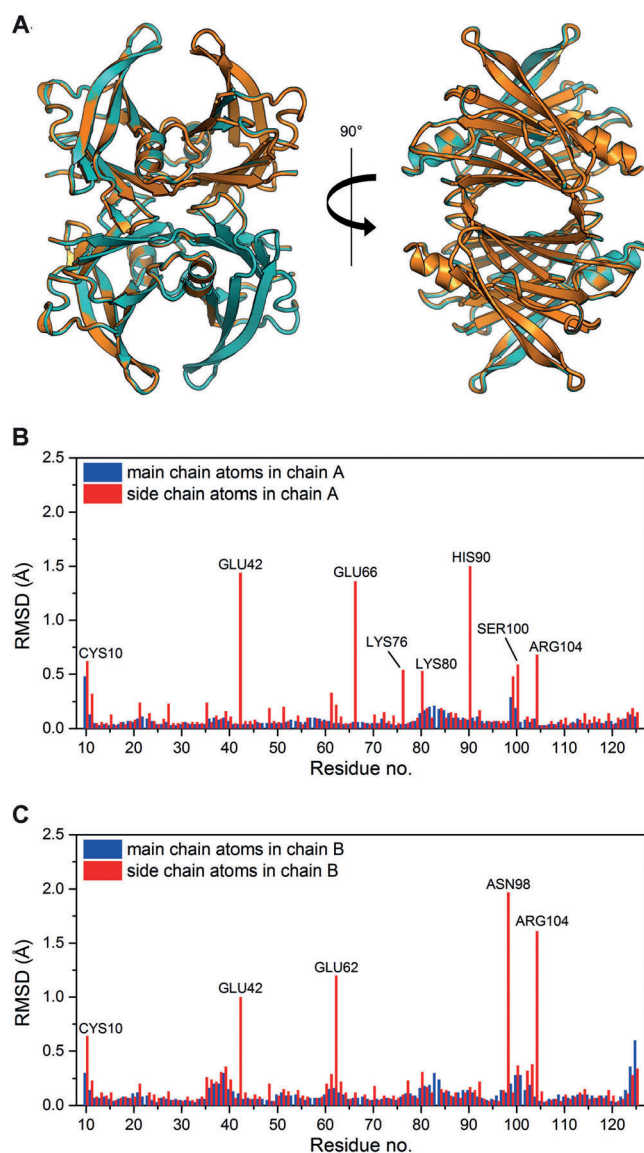 A
90°
B
main chain atoms in chain A
side chain atoms in chain A
2.5
2.0
1.5
1.0
0.5
0.0
RMSD (Å)
CYS10
GLU42
GLU66
LYS76
LYS80
HIS90
SER100
ARG104
10 20 30 40 50 60 70 80 90 100 110 120
Residue no.
C
main chain atoms in chain B
side chain atoms in chain B
2.5
2.0
1.5
1.0
0.5
0.0
RMSD (Å)
CYS10
GLU42
GLU62
ASN98
ARG104
10 20 30 40 50 60 70 80 90 100 110 120
Residue no.